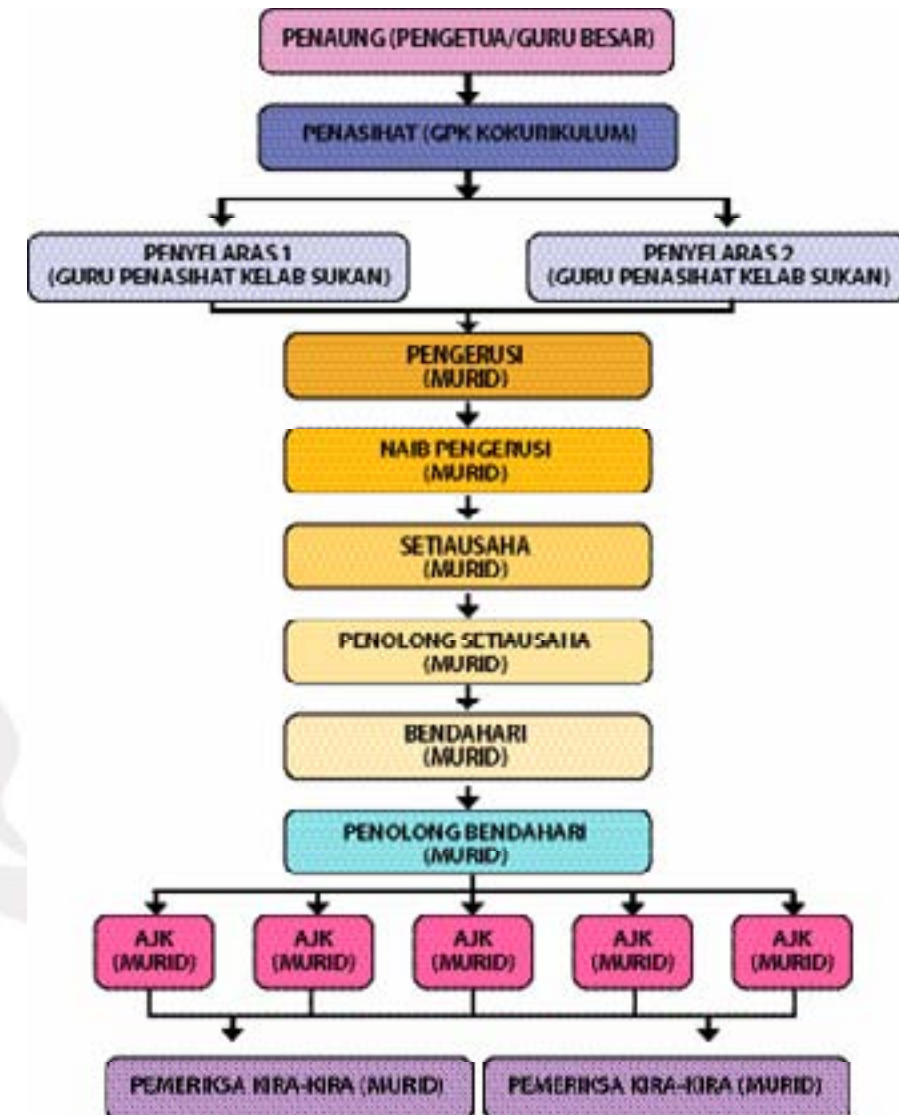 PENAUNG (PENGETUA/GURU BESAR)
PENASIHAT (GPK KOKURIKULUM)
PENYELARAS 1
(GURU PENASIHAT KELAB SUKAN)
PENYELARAS 2
(GURU PENASIHAT KELAB SUKAN)
PENGERUSI
(MURID)
NAIB PENGERUSI
(MURID)
SETIAUSAHA
(MURID)
PENOLONG SETIAUSAHA
(MURID)
BENDAHARI
(MURID)
PENOLONG BENDAHARI
(MURID)
AJK
(MURID)
AJK
(MURID)
AJK
(MURID)
AJK
(MURID)
AJK
(MURID)
PEMERIKSA KIRA-KIRA (MURID)
PEMERIKSA KIRA-KIRA (MURID)